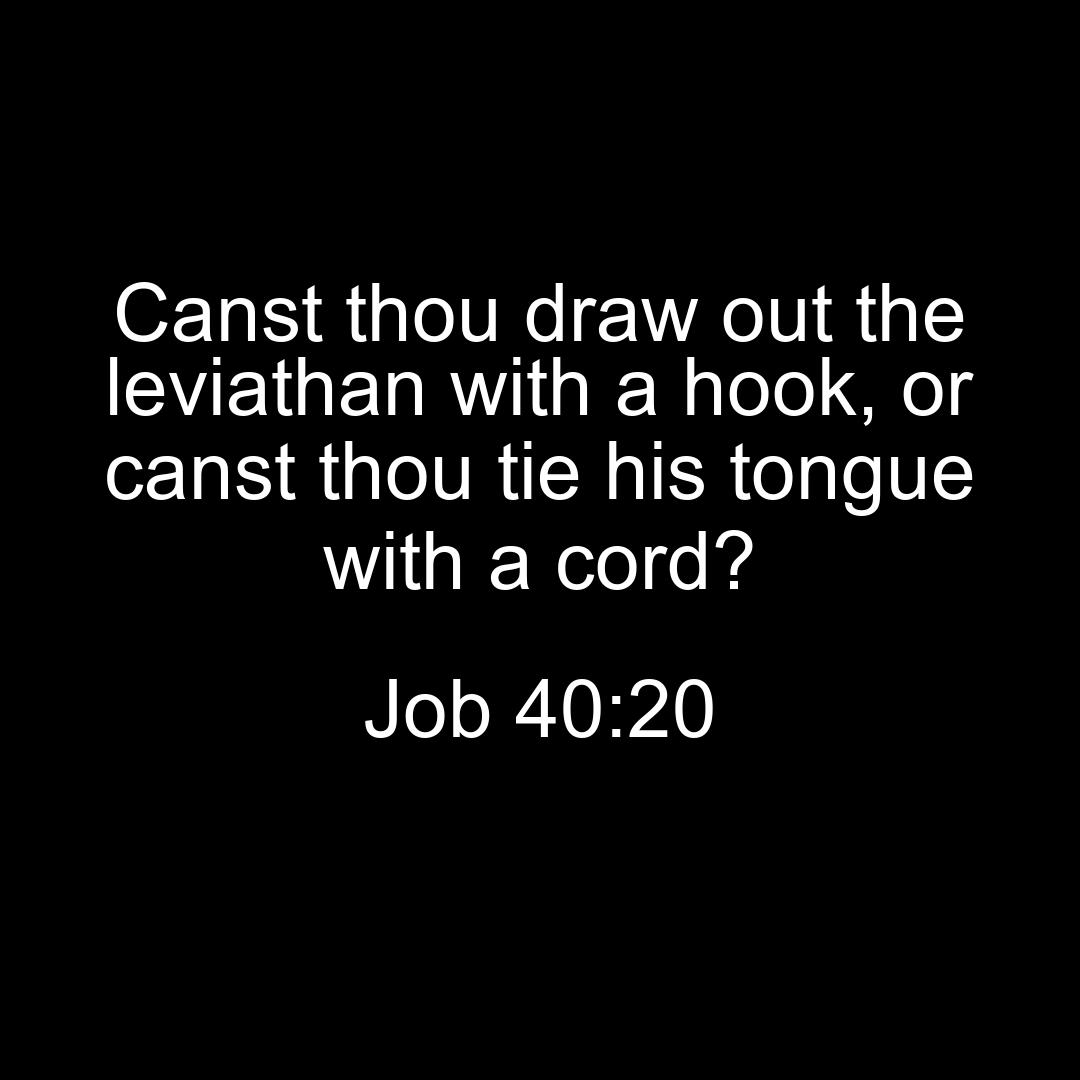 Canst thou draw out the
leviathan with a hook, or
canst thou tie his tongue
with a cord?
Job 40:20